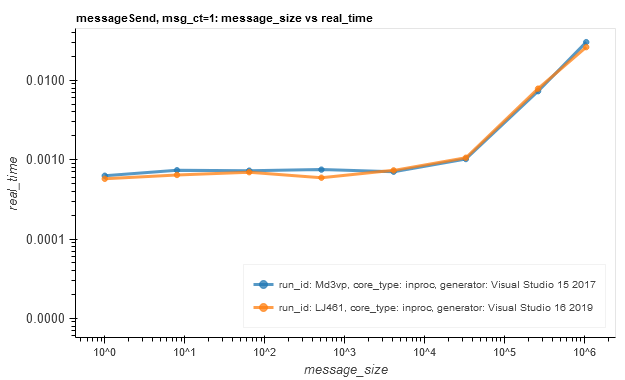 messageSend, msg_ct=1: message_size vs real_time
real_time
0.0100
0.0010
0.0001
0.0000
run_id: Md3vp, core_type: inproc, generator: Visual Studio 15 2017
run_id: LJ461, core_type: inproc, generator: Visual Studio 16 2019
10^0 10^1 10^2 10^3 10^4 10^5 10^6
message_size